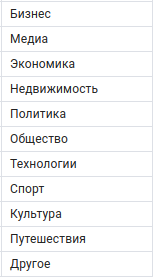 Бизнес
Медиа
Экономика
Недвижимость
Политика
Общество
Технологии
Спорт
Культура
Путешествия
Другое